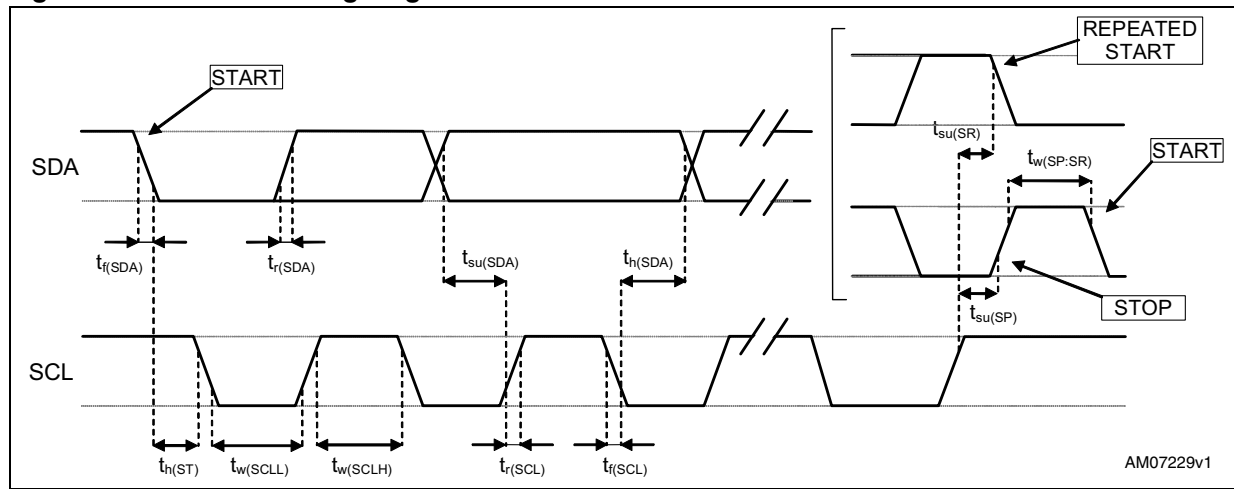 REPEATED
START
START
t_su(SR)
t_w(SP:SR)
START
SDA
t_f(SDA)
t_r(SDA)
t_su(SDA)
t_h(SDA)
t_su(SP)
STOP
SCL
t_h(ST)
t_w(SCLL)
t_w(SCLH)
t_r(SCL)
t_f(SCL)
AM07229v1